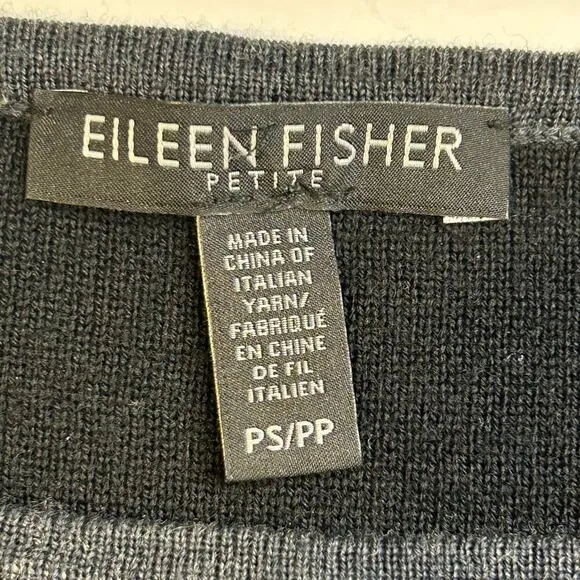 EILEEN FISHER
PETITE
MADE IN
CHINA OF
ITALIAN
YARN/
FABRIQUÉ
EN CHINE
DE FIL
ITALIEN
PS/PP